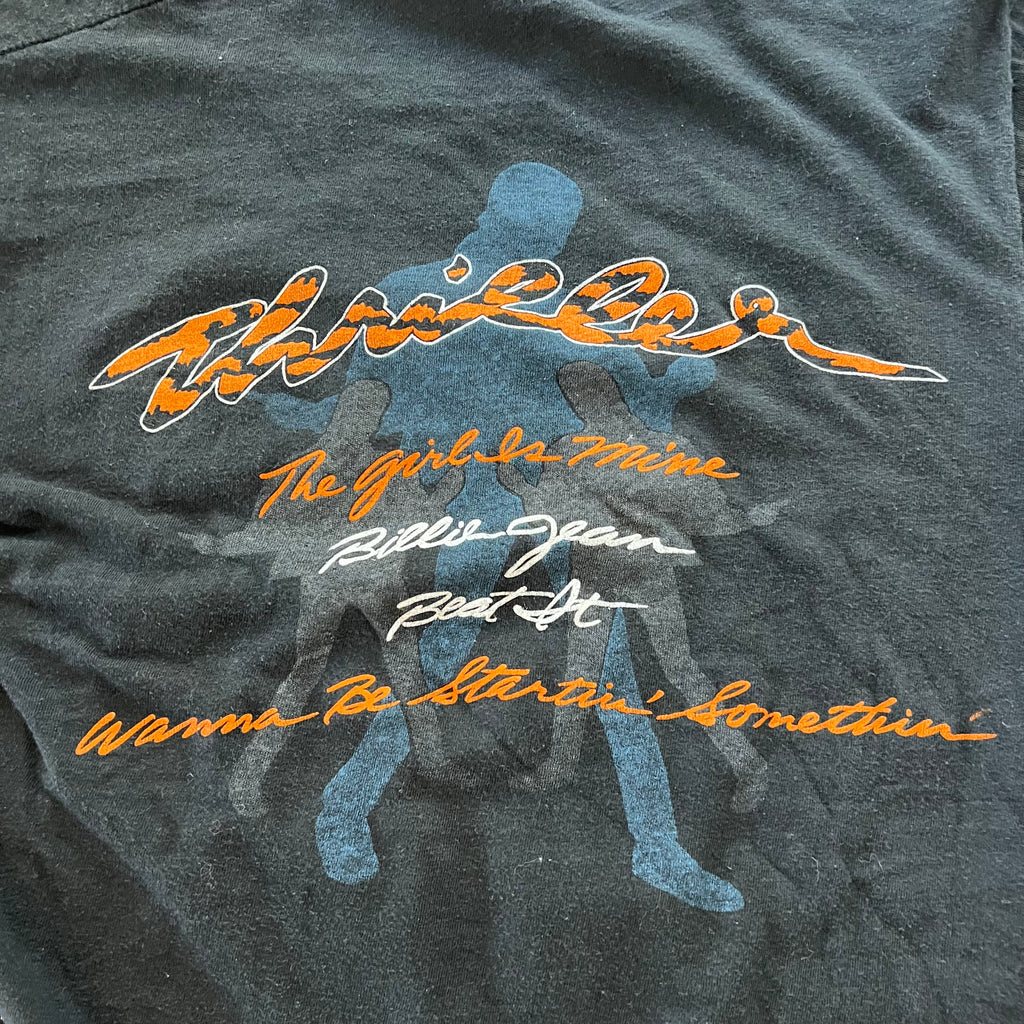 Thriller
The Girl Is Mine
Billie Jean
Beat It
Wanna Be Startin' Somethin'